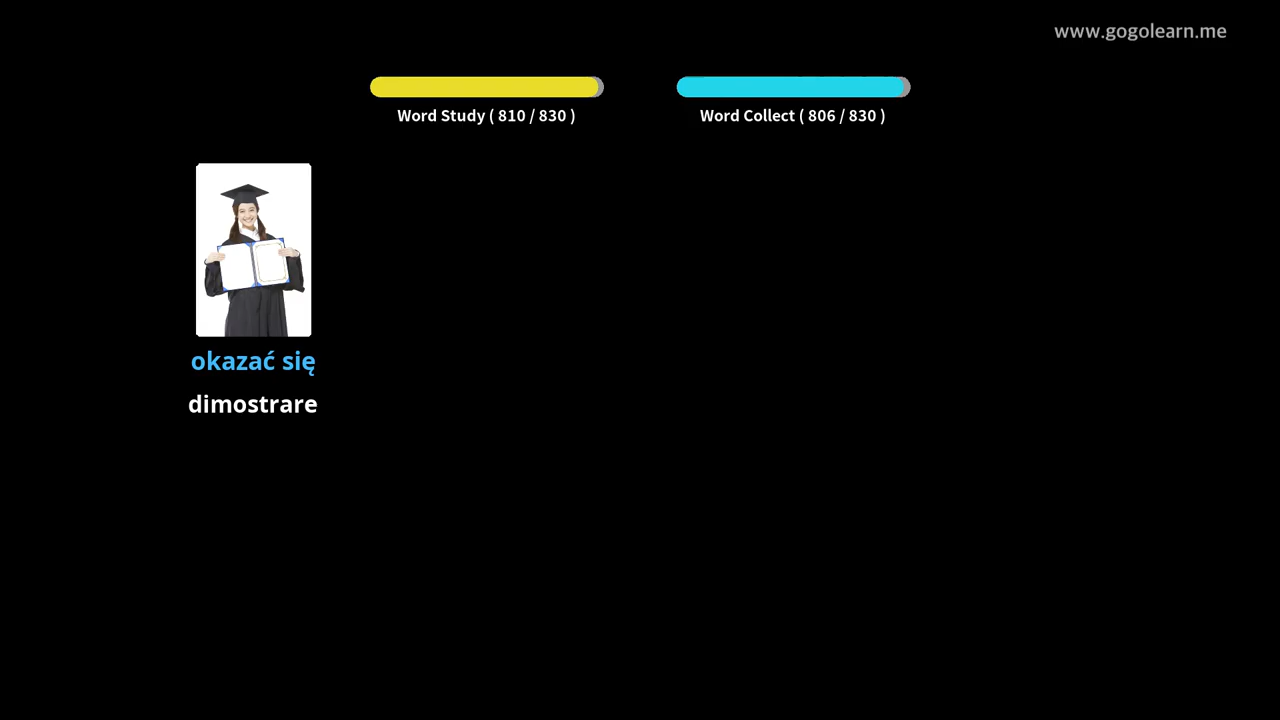 www.gogolearn.me
Word Study ( 810 / 830 )
Word Collect ( 806 / 830 )
okazać się
dimostrare